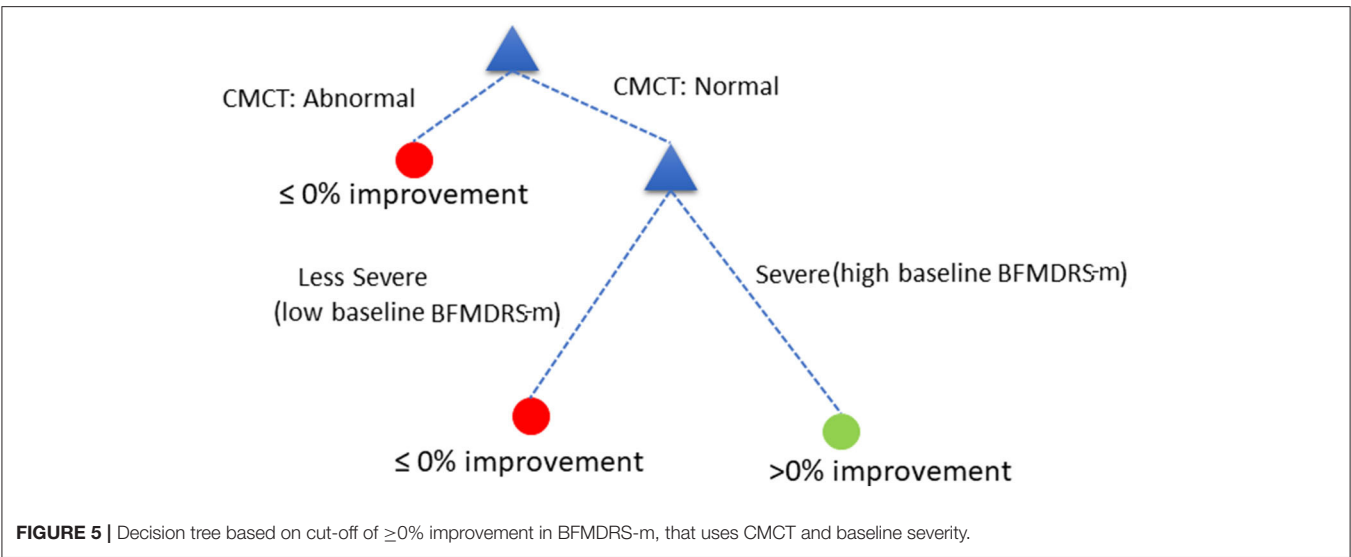 CMCT: Normal
CMCT: Abnormal
≤ 0% improvement
Less Severe
(low baseline BFMDRS-m)
Severe(high baseline BFMDRS-m)
≤ 0% improvement
>0% improvement
FIGURE 5 | Decision tree based on cut-off of ≥0% improvement in BFMDRS-m, that uses CMCT and baseline severity.